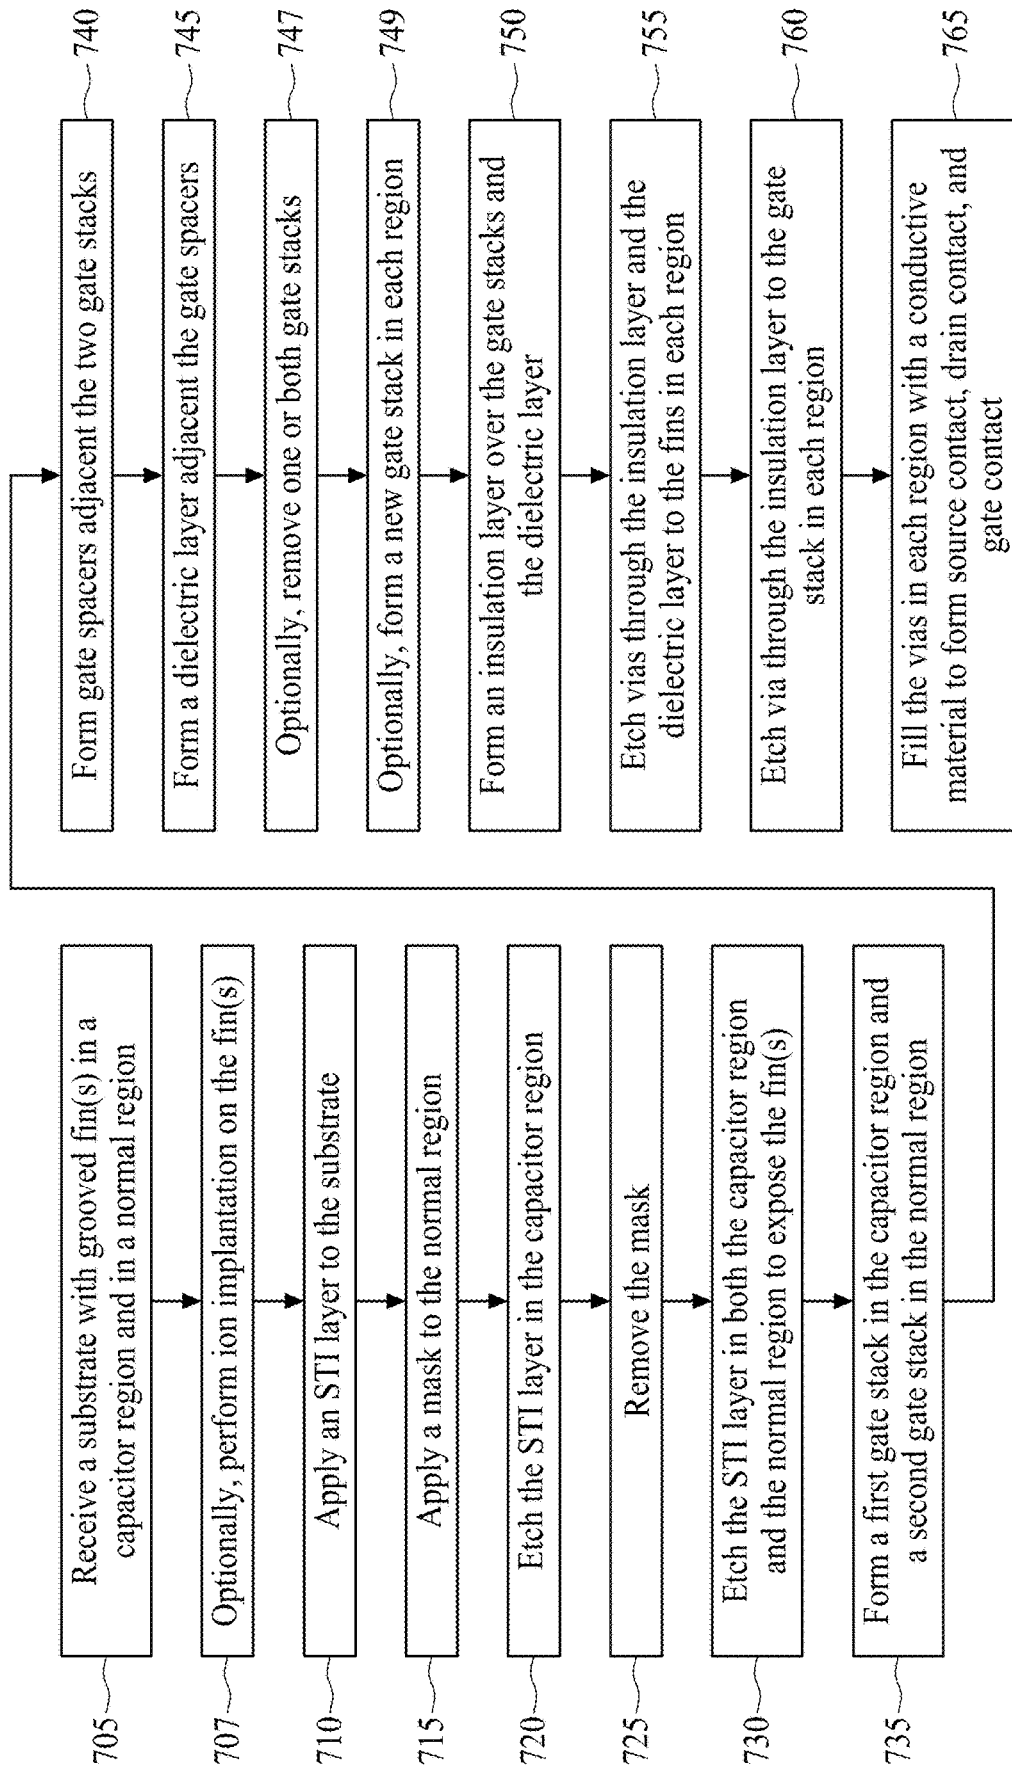 705
Receive a substrate with grooved fin(s) in a
capacitor region and in a normal region
707
Optionally, perform ion implantation on the fin(s)
710
Apply an STI layer to the substrate
715
Apply a mask to the normal region
720
Etch the STI layer in the capacitor region
725
Remove the mask
730
Etch the STI layer in both the capacitor region
and the normal region to expose the fin(s)
735
Form a first gate stack in the capacitor region and
a second gate stack in the normal region
Form gate spacers adjacent the two gate stacks
740
Form a dielectric layer adjacent the gate spacers
745
Optionally, remove one or both gate stacks
747
Optionally, form a new gate stack in each region
749
Form an insulation layer over the gate stacks and
the dielectric layer
750
Etch vias through the insulation layer and the
dielectric layer to the fins in each region
755
Etch via through the insulation layer to the gate
stack in each region
760
Fill the vias in each region with a conductive
material to form source contact, drain contact, and
gate contact
765